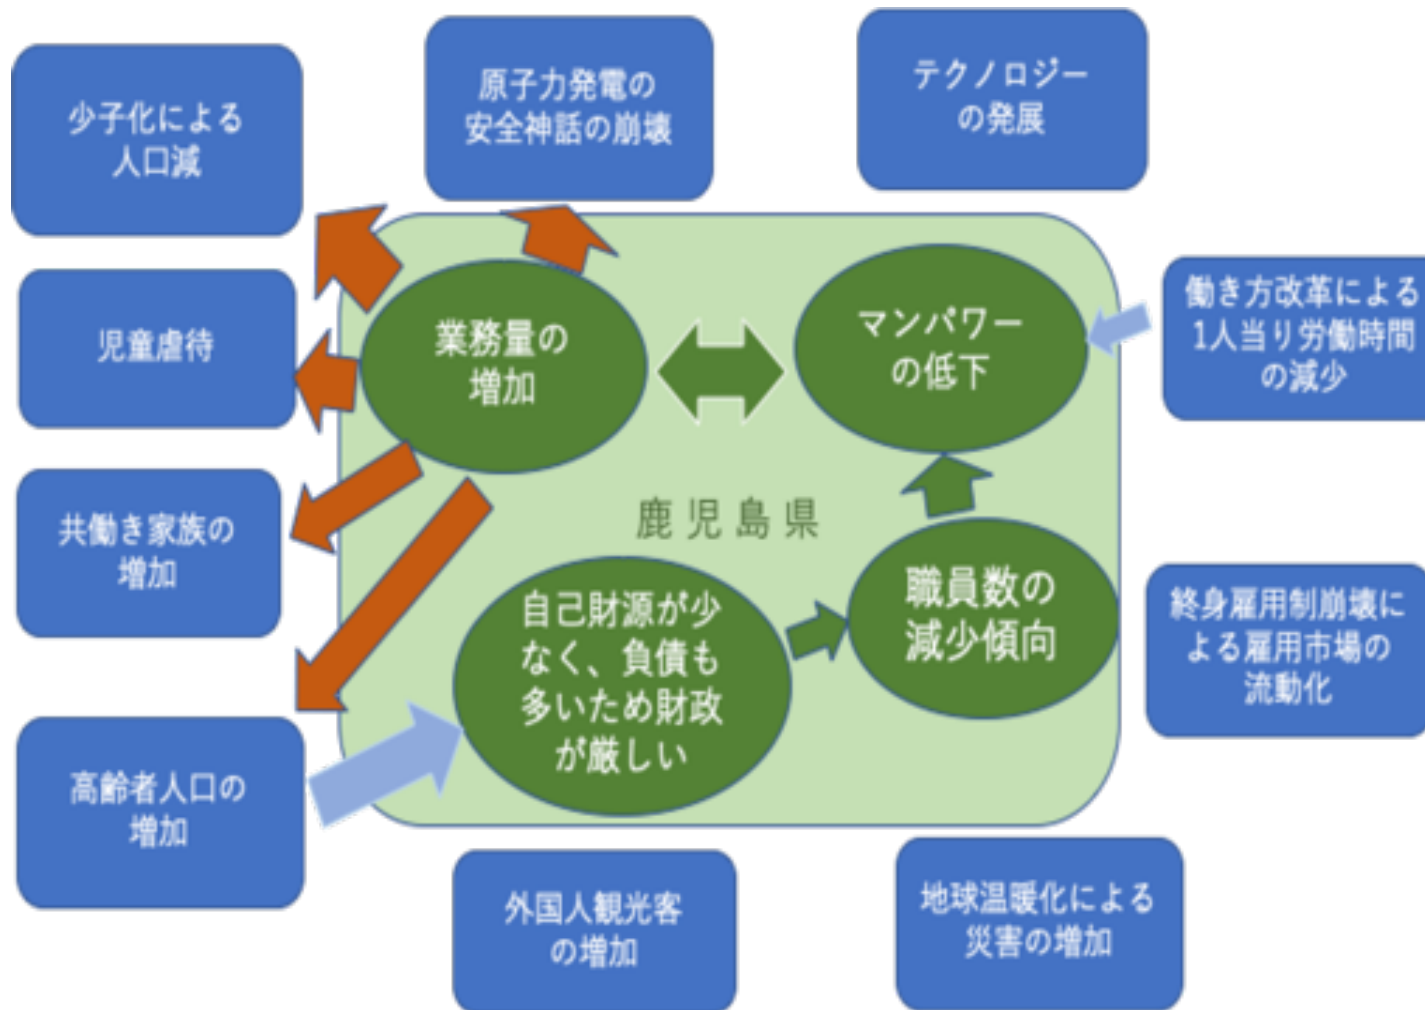 少子化による
人口減
原子力発電の
安全神話の崩壊
テクノロジー
の発展
児童虐待
業務量の
増加
マンパワー
の低下
働き方改革による
1人当り労働時間
の減少
共働き家族の
増加
鹿児島県
自己財源が少
なく、負債も
多いため財政
が厳しい
職員数の
減少傾向
終身雇用制崩壊に
よる雇用市場の
流動化
高齢者人口の
増加
外国人観光客
の増加
地球温暖化による
災害の増加